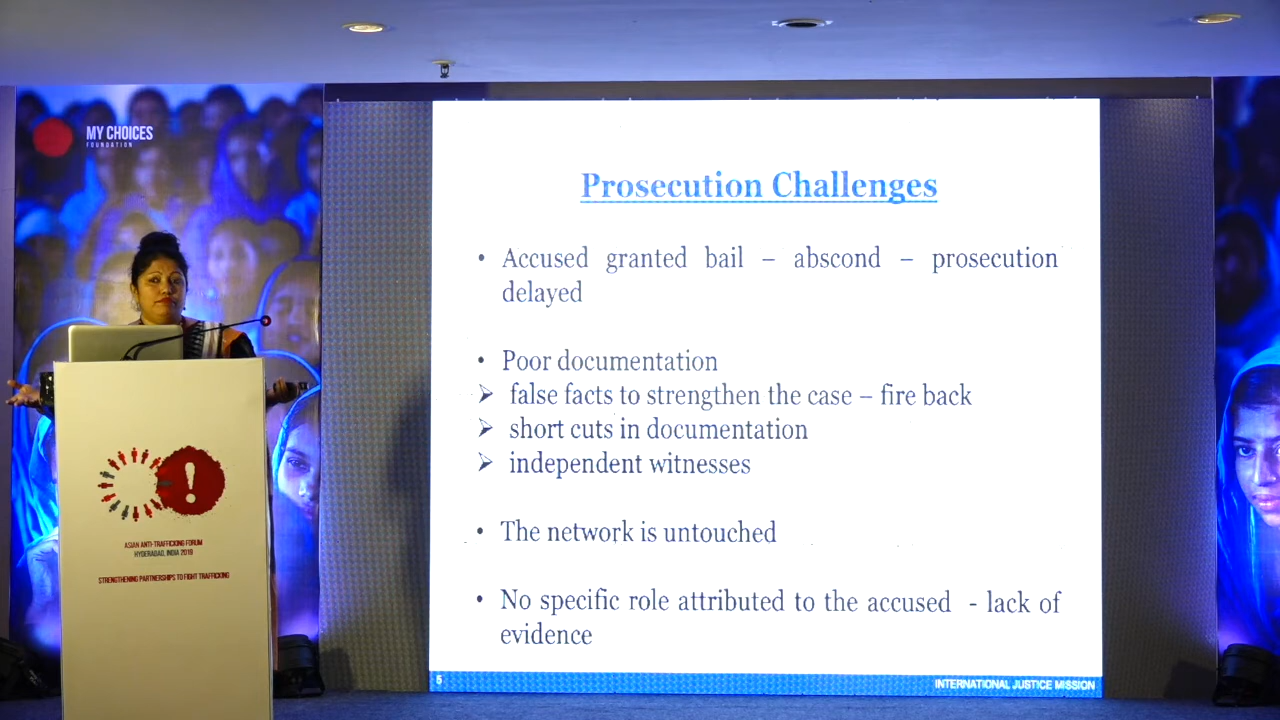 MY CHOICES
FOUNDATION
Prosecution Challenges
• Accused granted bail – abscond – prosecution
delayed
• Poor documentation
➢ false facts to strengthen the case – fire back
➢ short cuts in documentation
➢ independent witnesses
• The network is untouched
• No specific role attributed to the accused - lack of
evidence
5
INTERNATIONAL JUSTICE MISSION
!
ASIAN ANTI-TRAFFICKING FORUM
HYDERABAD, INDIA 2019
STRENGTHENING PARTNERSHIPS TO FIGHT TRAFFICKING